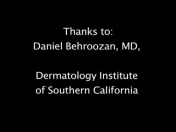 Thanks to:
Daniel Behroozan, MD,
Dermatology Institute
of Southern California